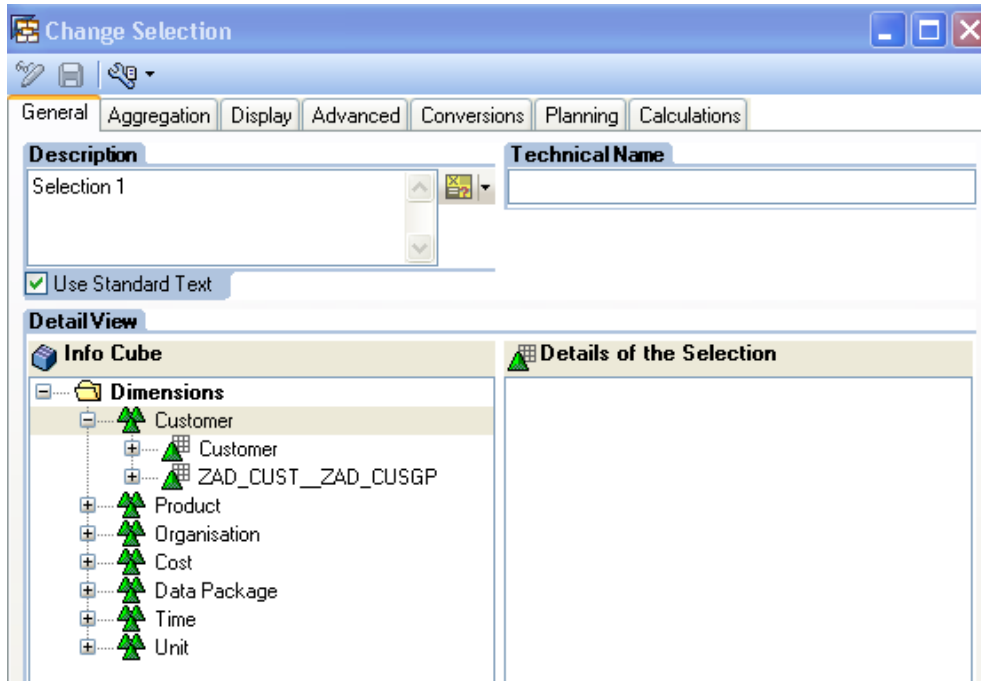 Change Selection
General Aggregation Display Advanced Conversions Planning Calculations
Description
Technical Name
Selection 1
Use Standard Text
Detail View
Info Cube
Details of the Selection
Dimensions
Customer
Customer
ZAD_CUST__ZAD_CUSGP
Product
Organisation
Cost
Data Package
Time
Unit